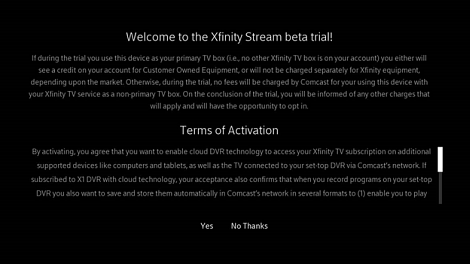 Welcome to the Xfinity Stream beta trial!
If during the trial you use this device as your primary TV box (i.e., no other Xfinity TV box is on your account) you either will
see a credit on your account for Customer Owned Equipment, or will not be charged separately for Xfinity equipment,
depending upon the market. Otherwise, during the trial, no fees will be charged by Comcast for your using this device with
your Xfinity TV service as a non-primary TV box. On the conclusion of the trial, you will be informed of any other charges that
will apply and will have the opportunity to opt in.
Terms of Activation
By activating, you agree that you want to enable cloud DVR technology to access your Xfinity TV subscription on additional
supported devices like computers and tablets, as well as the TV connected to your set-top DVR via Comcast's network. If
subscribed to X1 DVR with cloud technology, your acceptance also confirms that when you record programs on your set-top
DVR you also want to save and store them automatically in Comcast's network in several formats to (1) enable you to play
Yes No Thanks